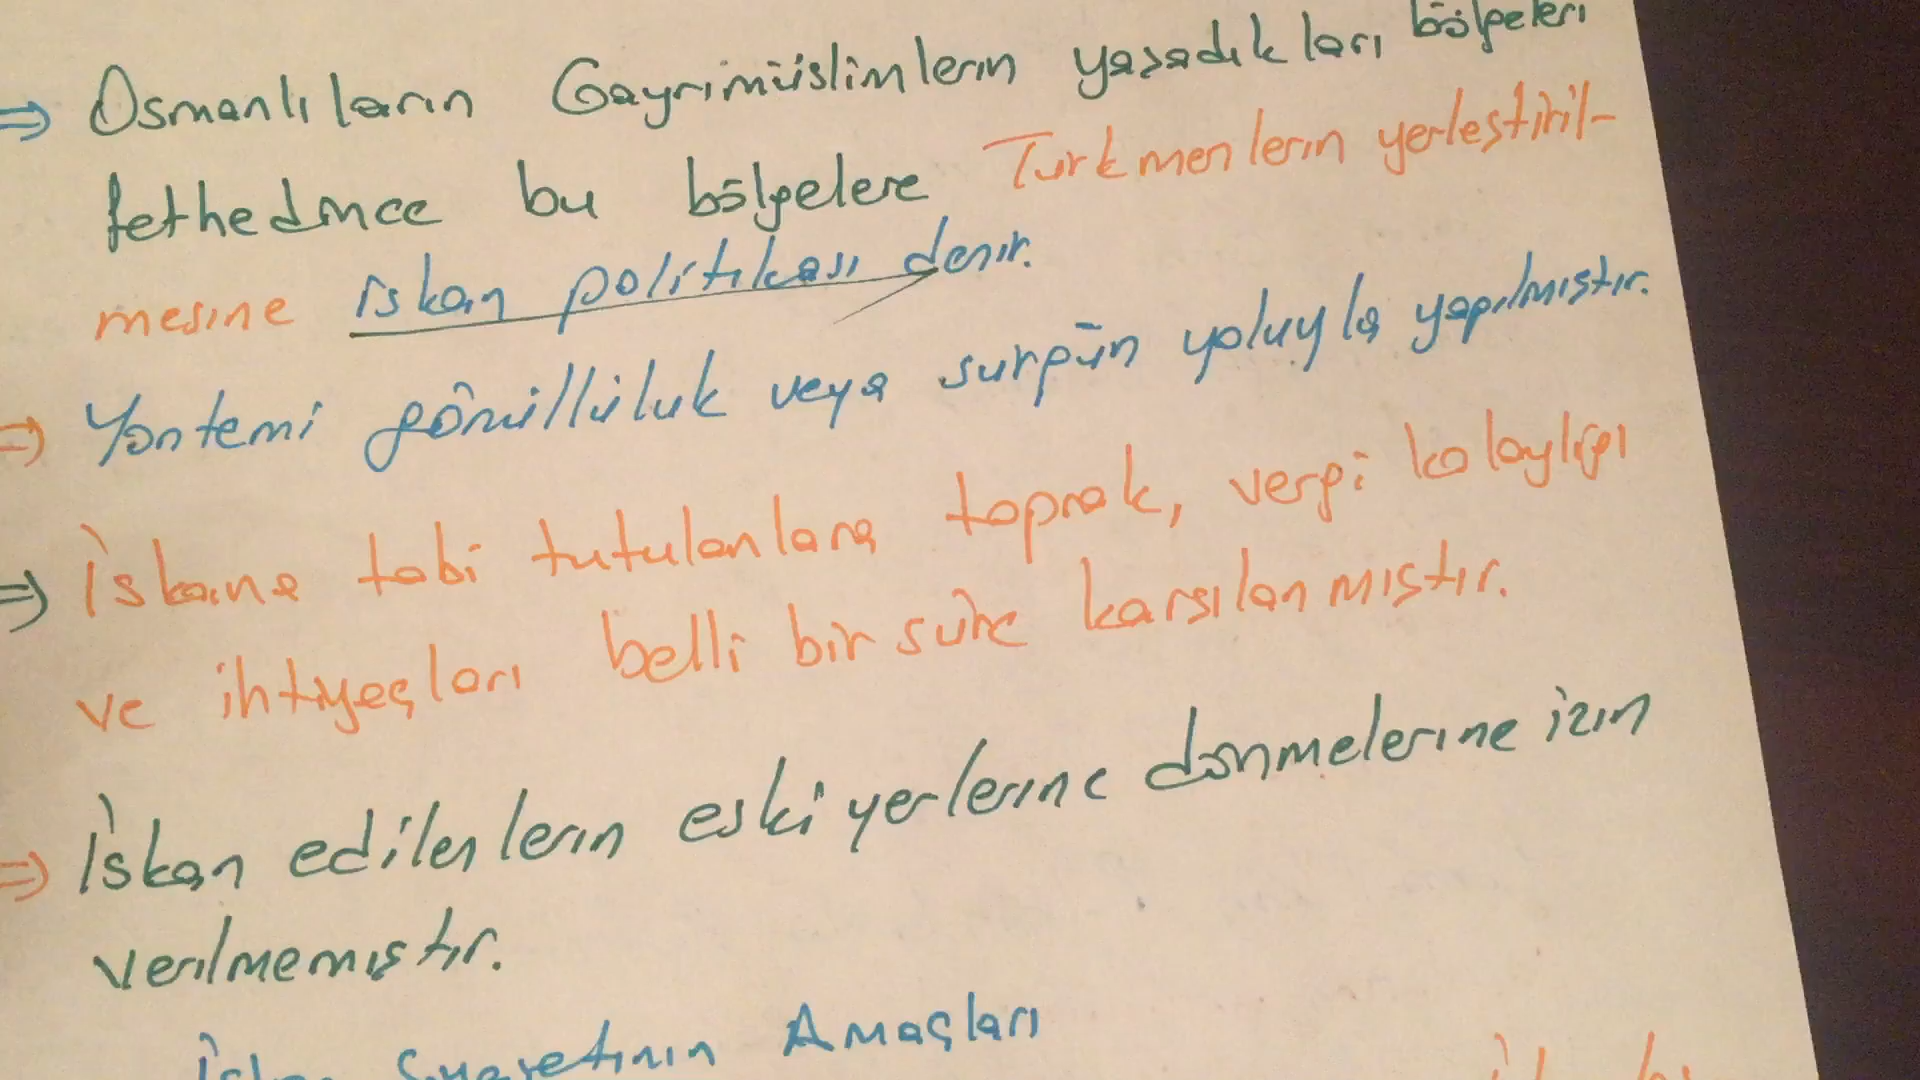 ⇒ Osmanlıların Gayrimüslimlerin yaşadıkları bölgeleri
fethedince bu bölgelere Türkmenlerin yerleştiril-
mesine iskan politikası denir.
⇒ Yöntemi gönüllülük veya sürgün yoluyla yapılmıştır.
⇒ İskana tabi tutulanlara toprak, vergi kolaylığı
ve ihtiyaçları belli bir süre karşılanmıştır.
⇒ İskan edilenlerin eski yerlerine dönmelerine izin
verilmemiştir.
İskan Siyasetinin Amaçları